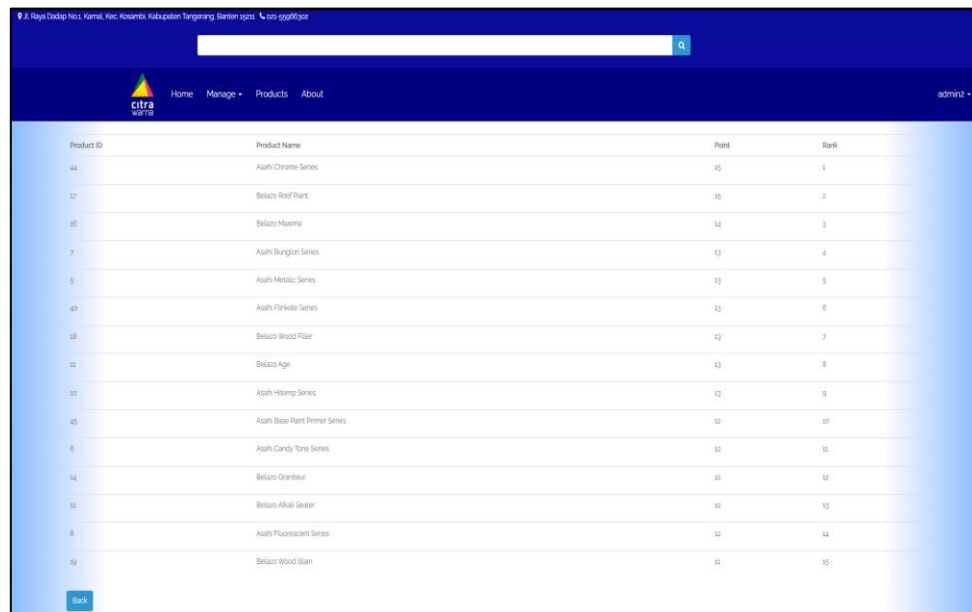 Jl. Raya Dadap No.1, Kamal, Kec. Kosambi, Kabupaten Tangerang, Banten 15211 021-55966302
citra warna
Home Manage Products About admin2
Product ID Product Name Point Rank
44 Asahi Chrome Series 15 1
17 Belazo Roof Paint 15 2
16 Belazo Maxima 14 3
7 Asahi Bunglon Series 13 4
5 Asahi Metalic Series 13 5
40 Asahi Flinkote Series 13 6
18 Belazo Wood Filler 13 7
11 Belazo Age 13 8
10 Asahi Hitemp Series 13 9
45 Asahi Base Paint Primer Series 12 10
6 Asahi Candy Tone Series 12 11
14 Belazo Graniteur 12 12
12 Belazo Alkali Sealer 12 13
8 Asahi Fluorescent Series 12 14
19 Belazo Wood Stain 11 15
Back